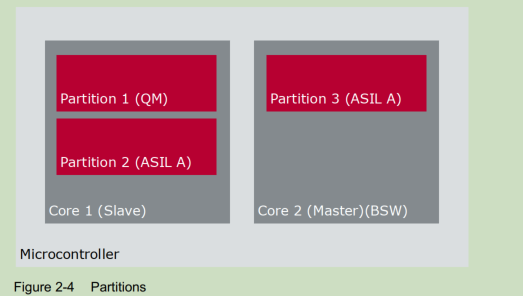 Partition 1 (QM)
Partition 3 (ASIL A)
Partition 2 (ASIL A)
Core 1 (Slave)
Core 2 (Master)(BSW)
Microcontroller
Figure 2-4 Partitions